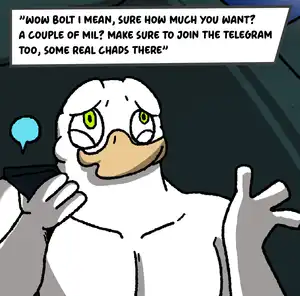 "WOW BOLT I MEAN, SURE HOW MUCH YOU WANT?
A COUPLE OF MIL? MAKE SURE TO JOIN THE TELEGRAM
TOO, SOME REAL CHADS THERE"